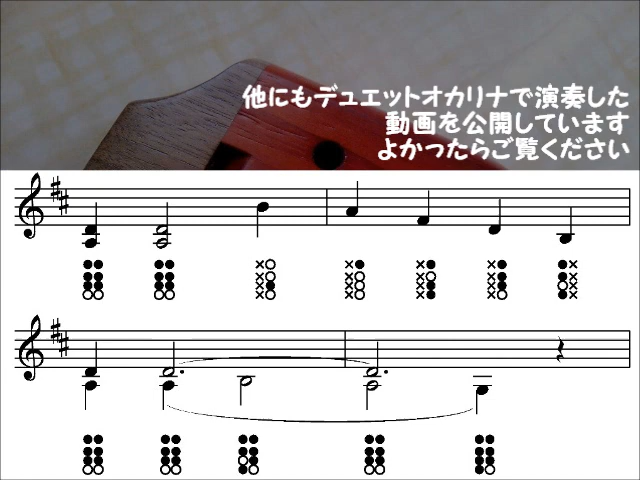 他にもデュエットオカリナで演奏した
動画を公開しています
よかったらご覧ください